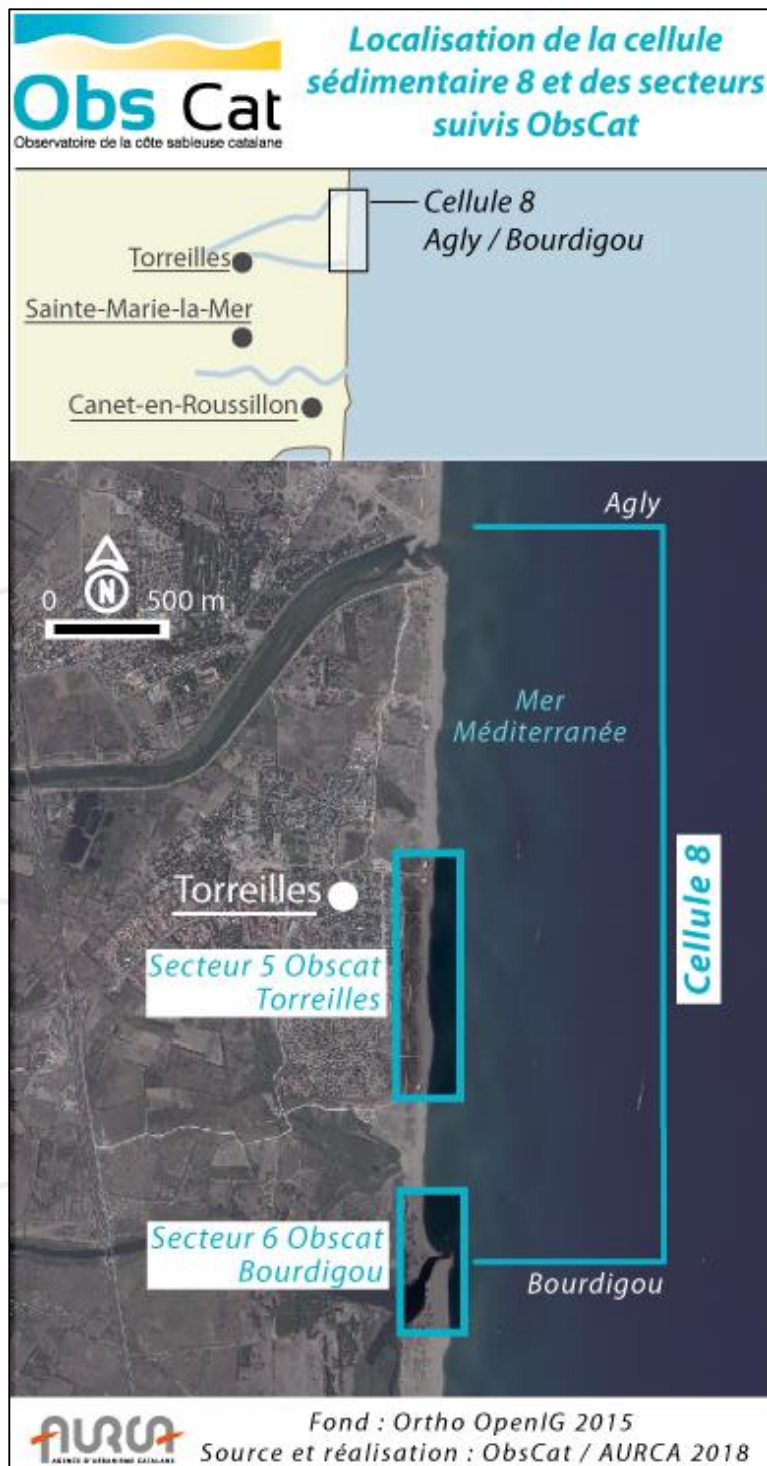 Obs Cat
Observatoire de la côte sableuse catalane
Localisation de la cellule
sédimentaire 8 et des secteurs
suivis ObsCat
Cellule 8
Agly / Bourdigou
Torreilles
Sainte-Marie-la-Mer
Canet-en-Roussillon
Agly
N
0 500 m
Mer
Méditerranée
Torreilles
Cellule 8
Secteur 5 Obscat
Torreilles
Secteur 6 Obscat
Bourdigou
Bourdigou
AURCA
AGENCE D'URBANISME CATALANE
Fond : Ortho OpenIG 2015
Source et réalisation : ObsCat / AURCA 2018